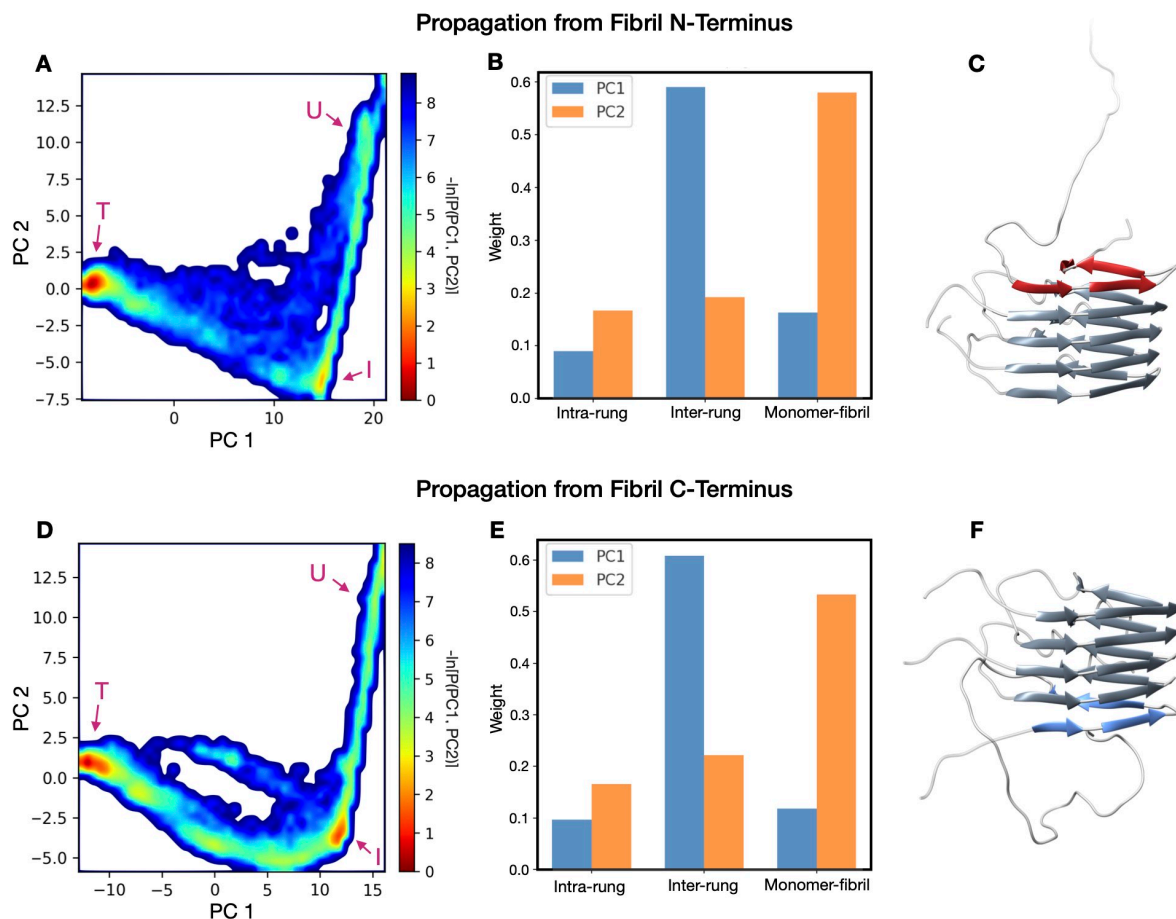 Propagation from Fibril N-Terminus
A
B
C
12.5
10.0
7.5
5.0
2.5
0.0
−2.5
−5.0
−7.5
PC 2
0
10
20
PC 1
U
T
I
8
7
6
5
4
3
2
1
0
-ln[P(PC1, PC2)]
0.6
0.5
0.4
0.3
0.2
0.1
0.0
Weight
PC1
PC2
Intra-rung
Inter-rung
Monomer-fibril
Propagation from Fibril C-Terminus
D
E
F
12.5
10.0
7.5
5.0
2.5
0.0
−2.5
−5.0
PC 2
−10
−5
0
5
10
15
PC 1
U
T
I
8
7
6
5
4
3
2
1
0
-ln[P(PC1, PC2)]
0.6
0.5
0.4
0.3
0.2
0.1
0.0
Weight
PC1
PC2
Intra-rung
Inter-rung
Monomer-fibril